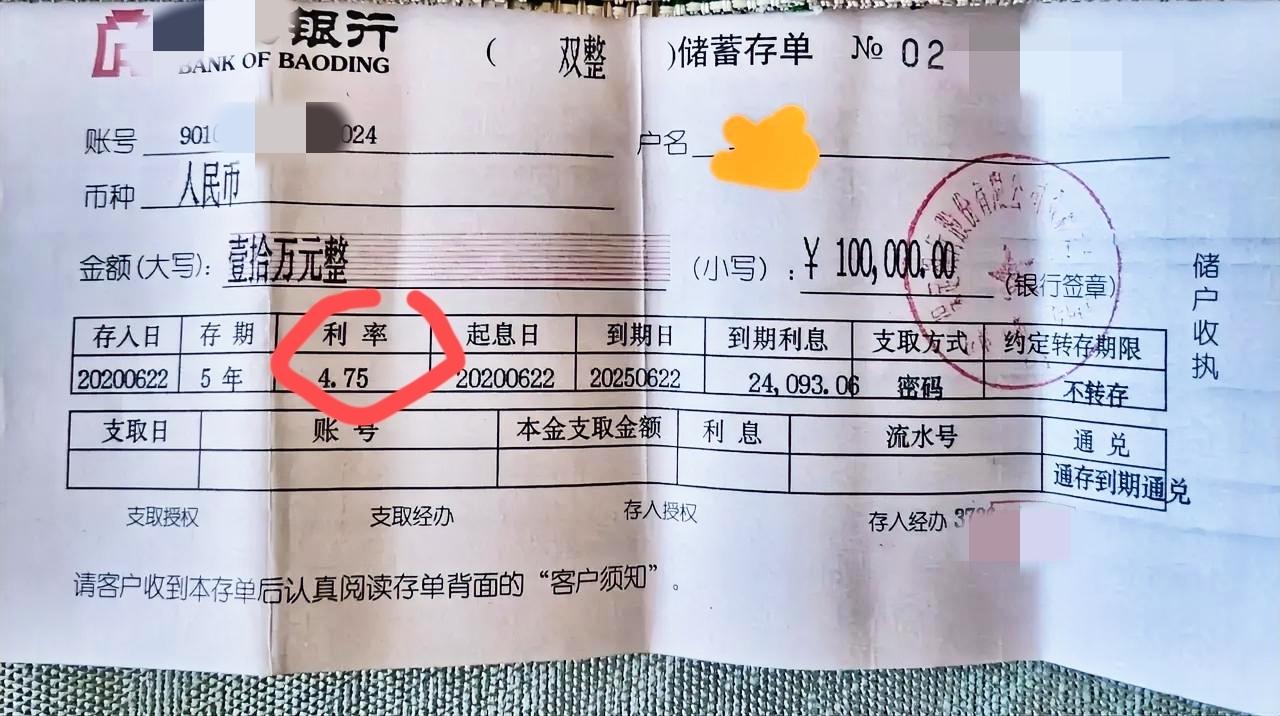 银行 (双整)储蓄存单 № 02
BANK OF BAODING
账号 901 024 户名
币种 人民币
金额(大写): 壹拾万元整 (小写): ¥ 100,000.00 (银行签章)
股份有限公司
储户收执
存入日 存期 利率 起息日 到期日 到期利息 支取方式 约定转存期限
20200622 5年 4.75 20200622 20250622 24,093.06 密码 不转存
支取日 账号 本金支取金额 利息 流水号 通兑
通存到期通兑
支取授权 支取经办 存入授权 存入经办
请客户收到本存单后认真阅读存单背面的“客户须知”。